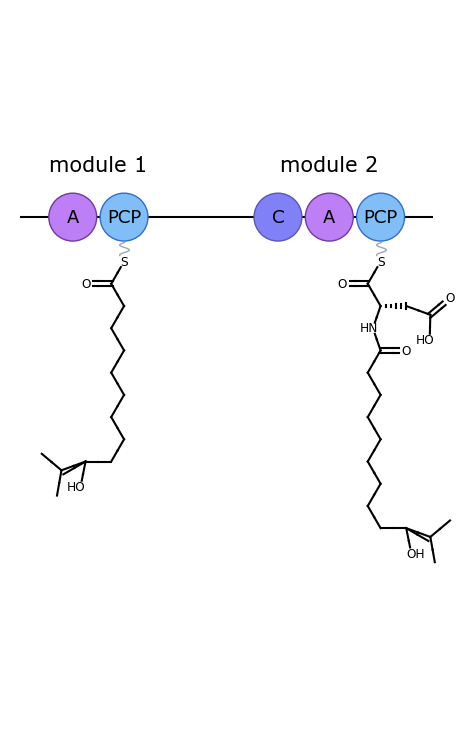 module 1 module 2
A PCP C A PCP
S S
O O O
HO
HN
O
HO
OH